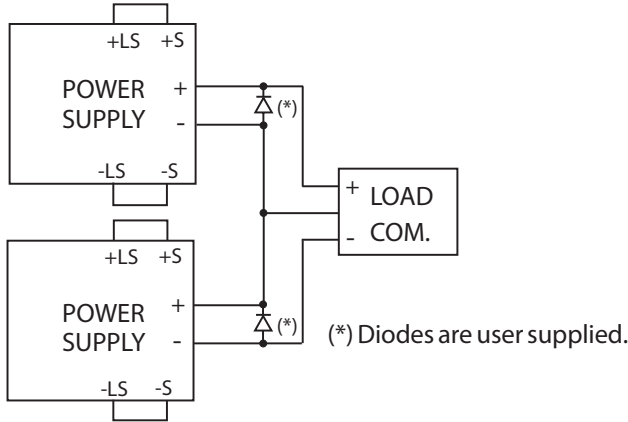 +LS +S
POWER +
SUPPLY -
(*)
-LS -S
+ LOAD
- COM.
+LS +S
POWER +
SUPPLY -
(*)
(*) Diodes are user supplied.
-LS -S